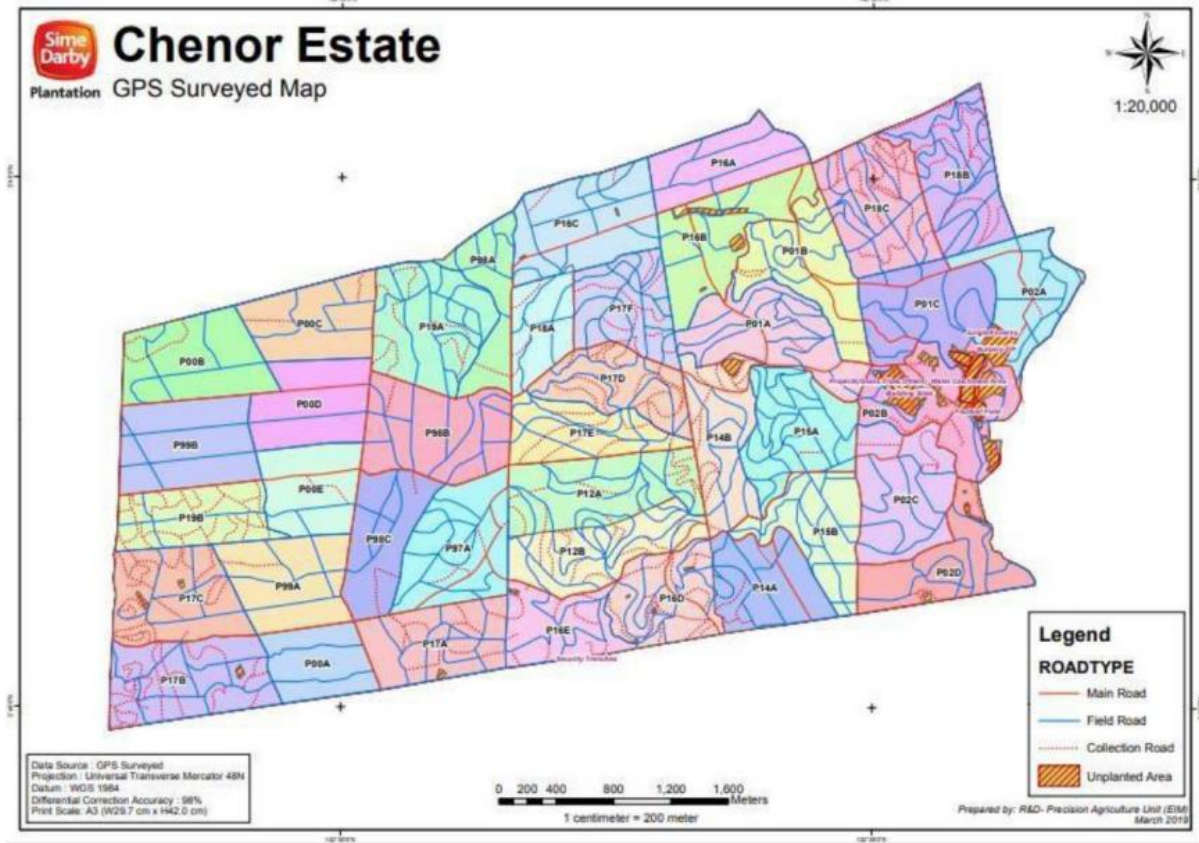 Sime
Darby
Plantation
Chenor Estate
GPS Surveyed Map
1:20,000
P16A
P18B
P18C
P16C
P16B
P01B
P98A
P02A
P01C
P00C
P19A
P18A
P17F
P01A
P00B
P17D
P00D
P02B
P96B
P17E
P14B
P15A
P99B
P00E
P12A
P02C
P19B
P98C
P97A
P12B
P15B
P99A
P02D
P17C
P14A
P16D
P17A
P16E
P00A
P17B
Building Sites
Football Field
Legend
ROADTYPE
Main Road
Field Road
Collection Road
Unplanted Area
Data Source : GPS Surveyed
Projection : Universal Transverse Mercator 48N
Datum : WGS 1984
Differential Correction Accuracy : 98%
Print Scale: A3 (W29.7 cm x H42.0 cm)
0 200 400 800 1,200 1,600
Meters
1 centimeter = 200 meter
Prepared by: R&D- Precision Agriculture Unit (EIM)
March 2019